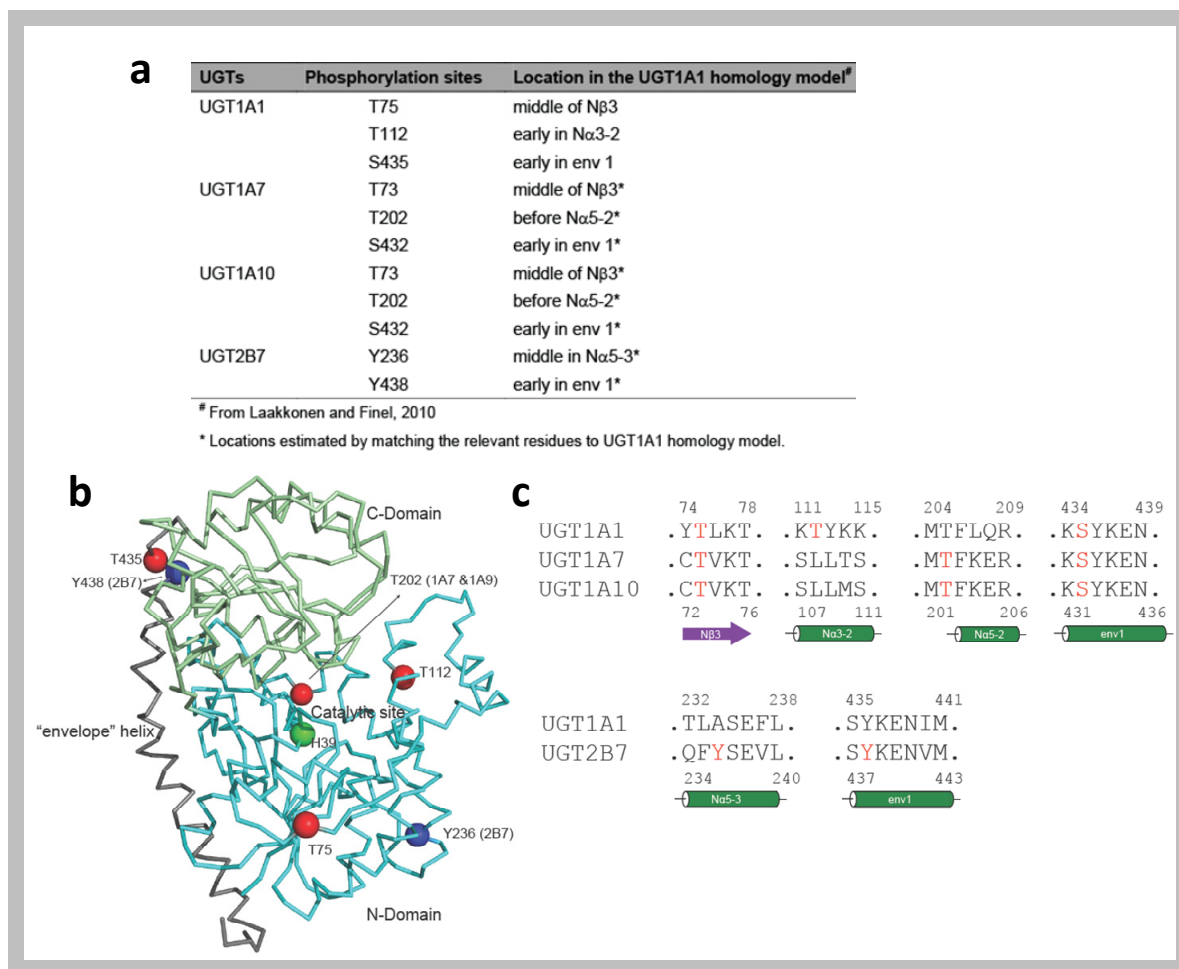 a
UGTs Phosphorylation sites Location in the UGT1A1 homology model#
UGT1A1 T75 middle of Nβ3
T112 early in Nα3-2
S435 early in env 1
UGT1A7 T73 middle of Nβ3*
T202 before Nα5-2*
S432 early in env 1*
UGT1A10 T73 middle of Nβ3*
T202 before Nα5-2*
S432 early in env 1*
UGT2B7 Y236 middle in Nα5-3*
Y438 early in env 1*
# From Laakkonen and Finel, 2010
* Locations estimated by matching the relevant residues to UGT1A1 homology model.
b
C-Domain
T435
Y438 (2B7)
T202 (1A7 &1A9)
T112
Catalytic site
"envelope" helix
H39
Y236 (2B7)
T75
N-Domain
c
74 78 111 115 204 209 434 439
UGT1A1 .YTLKT. .KTYKK. .MTFLQR. .KSYKEN.
UGT1A7 .CTVKT. .SLLTS. .MTFKER. .KSYKEN.
UGT1A10 .CTVKT. .SLLMS. .MTFKER. .KSYKEN.
72 76 107 111 201 206 431 436
Nβ3 Nα3-2 Nα5-2 env1
232 238 435 441
UGT1A1 .TLASEFL. .SYKENIM.
UGT2B7 .QFYSEVL. .SYKENVM.
234 240 437 443
Nα5-3 env1